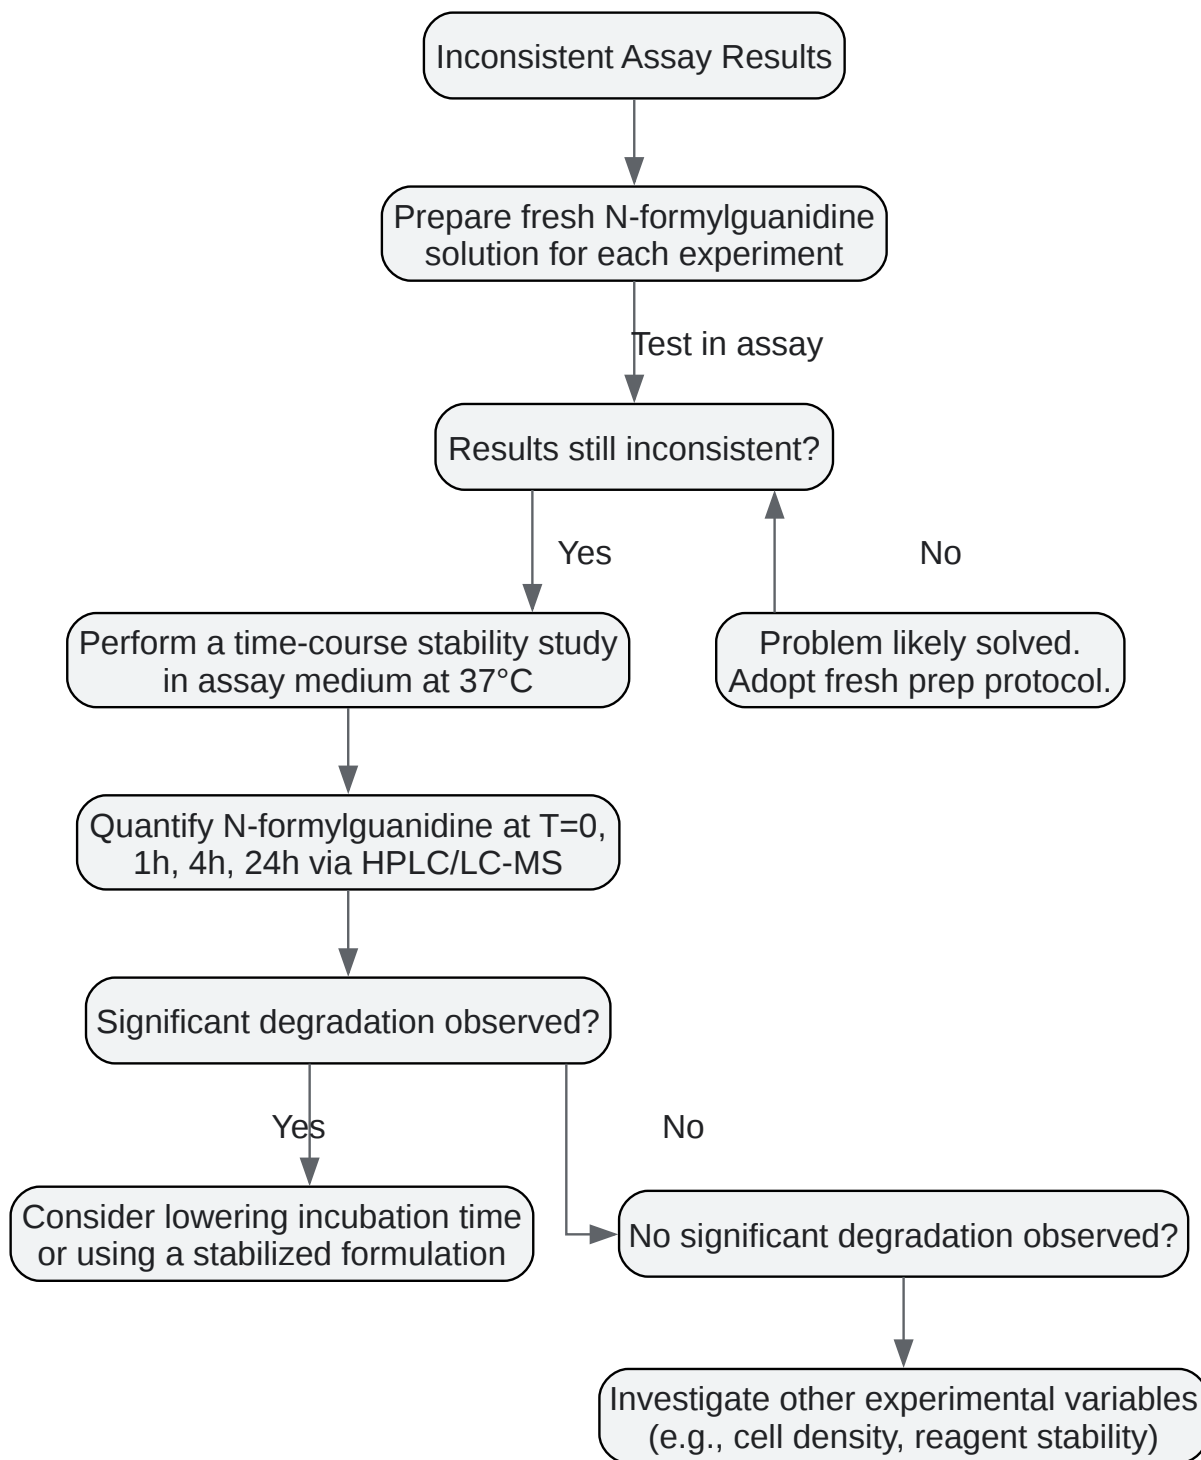 Inconsistent Assay Results
Prepare fresh N-formylguanidine
solution for each experiment
Test in assay
Results still inconsistent?
Yes
No
Perform a time-course stability study
in assay medium at 37°C
Problem likely solved.
Adopt fresh prep protocol.
Quantify N-formylguanidine at T=0,
1h, 4h, 24h via HPLC/LC-MS
Significant degradation observed?
Yes
No
Consider lowering incubation time
or using a stabilized formulation
No significant degradation observed?
Investigate other experimental variables
(e.g., cell density, reagent stability)